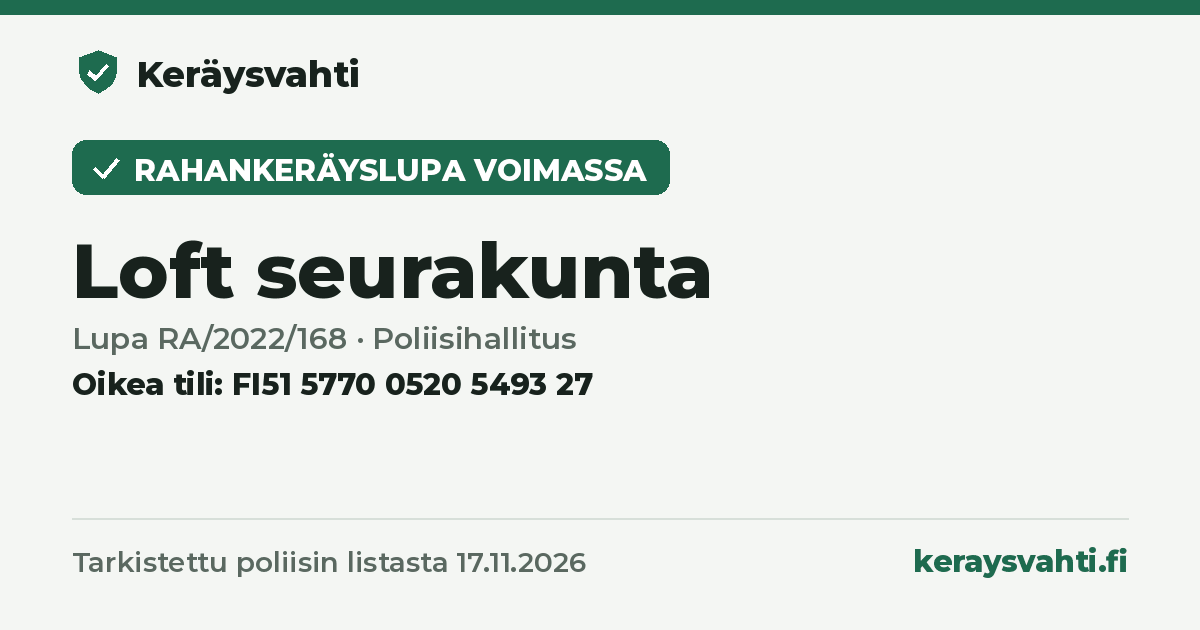 Keräysvahti
RAHANKERÄYSLUPA VOIMASSA
Loft seurakunta
Lupa RA/2022/168 · Poliisihallitus
Oikea tili: FI51 5770 0520 5493 27
Tarkistettu poliisin listasta 17.11.2026
keraysvahti.fi